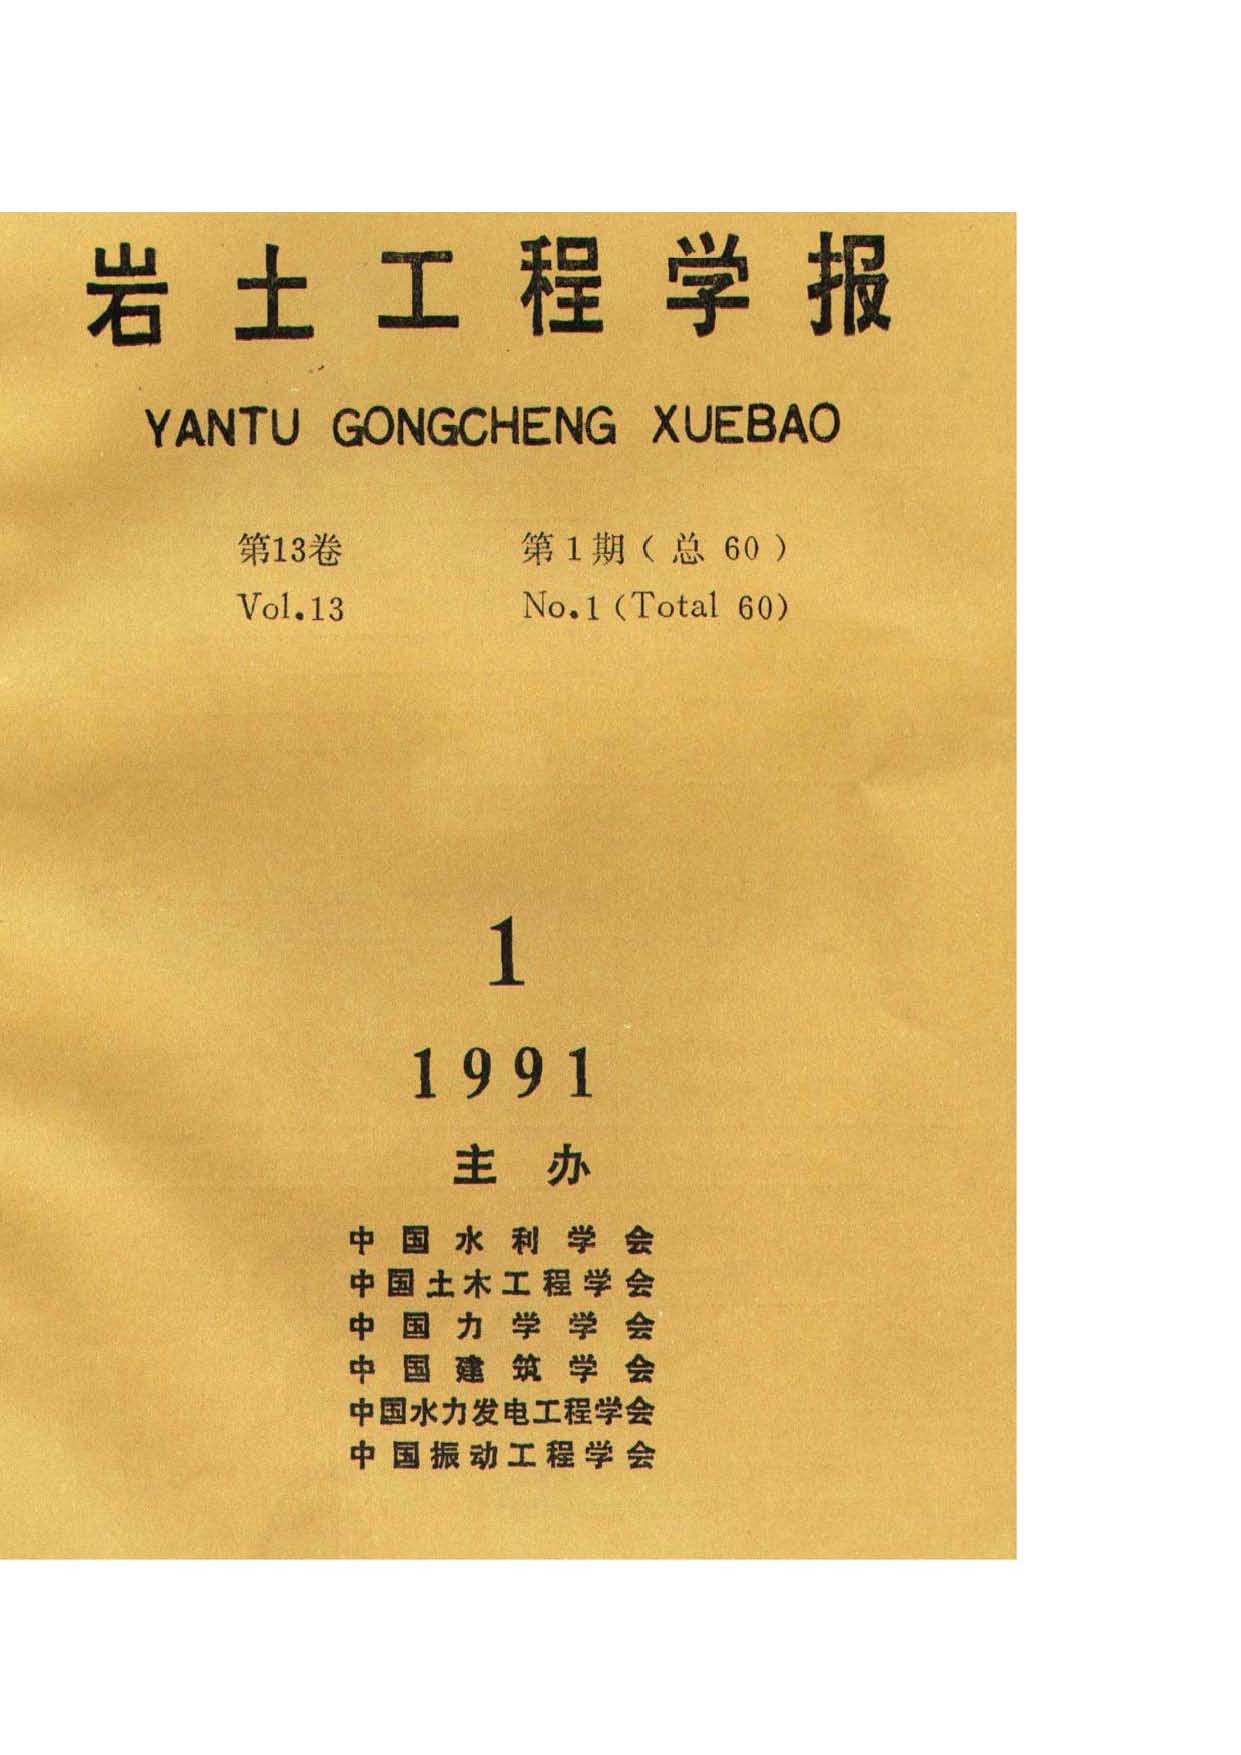 岩土工程学报
YANTU GONGCHENG XUEBAO
第13卷 第1期(总60)
Vol.13 No.1(Total 60)
1
1991
主办
中国水利学会
中国土木工程学会
中国力学学会
中国建筑学会
中国水力发电工程学会
中国振动工程学会